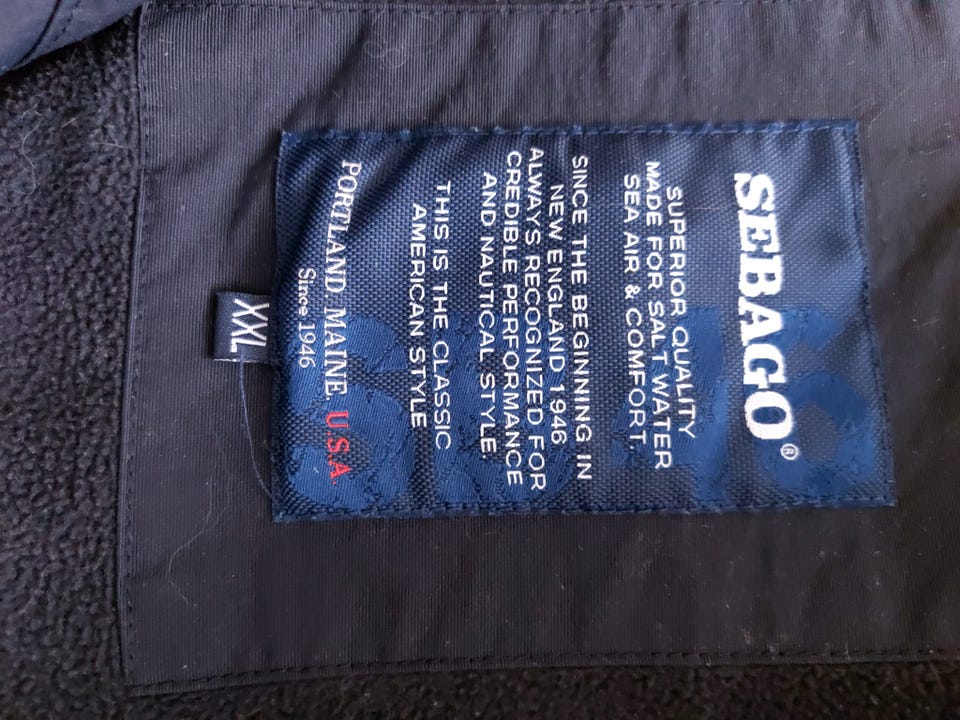 SEBAGO®
SUPERIOR QUALITY
MADE FOR SALT WATER
SEA AIR & COMFORT.
SINCE THE BEGINNING IN
NEW ENGLAND 1946
ALWAYS RECOGNIZED FOR
CREDIBLE PERFORMANCE
AND NAUTICAL STYLE.
THIS IS THE CLASSIC
AMERICAN STYLE
PORTLAND. MAINE. U.S.A.
Since 1946
XXL